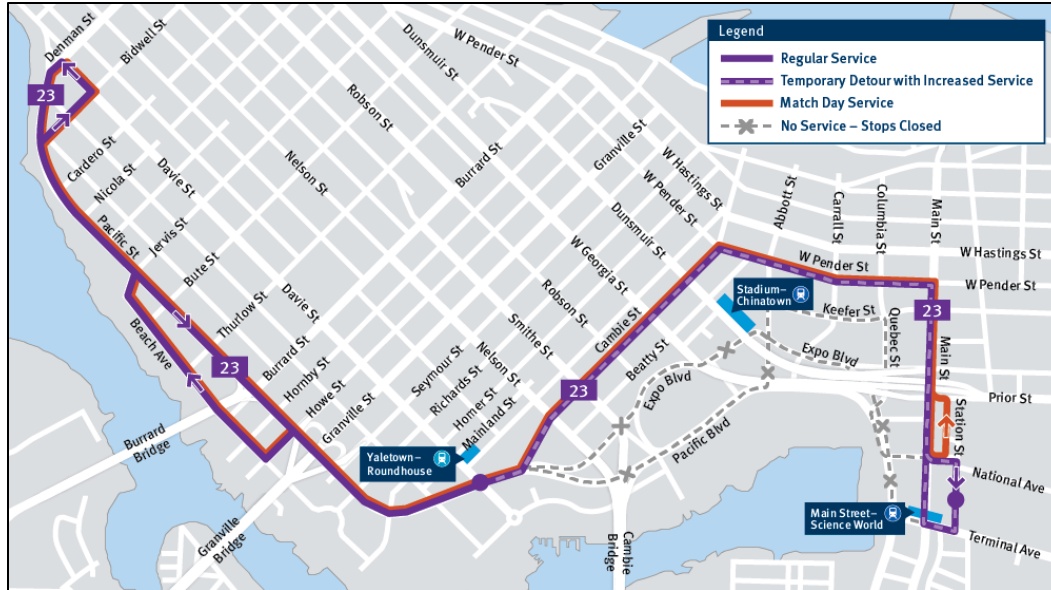 Legend
Regular Service
Temporary Detour with Increased Service
Match Day Service
No Service – Stops Closed
Denman St
Bidwell St
Dunsmuir St
W Pender St
23
Robson St
Granville St
W Hastings St
W Pender St
Dunsmuir St
Abbott St
Carrall St
Columbia St
Main St
Cardero St
Nicola St
Davie St
Nelson St
Burrard St
Pacific St
Jervis St
Bute St
W Georgia St
W Pender St
W Hastings St
W Pender St
Stadium–
Chinatown
Keefer St
Quebec St
23
Robson St
Cambie St
Thurlow St
Davie St
Smithe St
Beatty St
Expo Blvd
Main St
Beach Ave
Burrard St
Hornby St
Howe St
Granville St
23
Seymour St
Richards St
Nelson St
Homer St
Mainland St
23
Expo Blvd
Prior St
Station St
Pacific Blvd
Burrard
Bridge
Yaletown–
Roundhouse
National Ave
Main Street–
Science World
Granville
Bridge
Cambie
Bridge
Terminal Ave